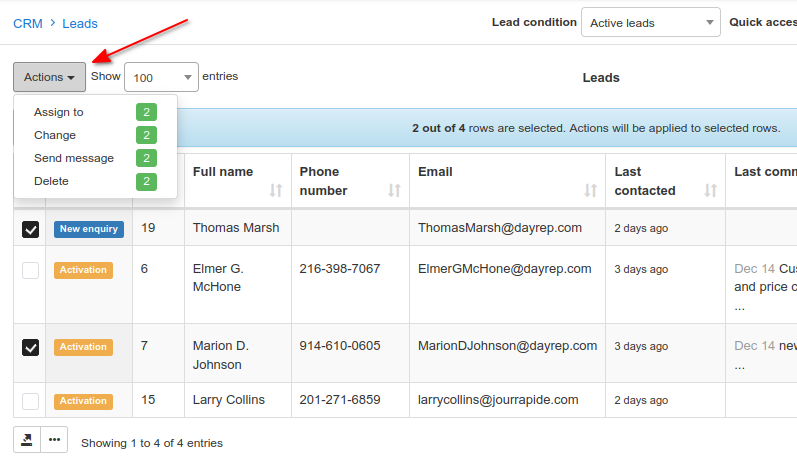 CRM > Leads
Lead condition Active leads Quick acces
Actions Show 100 entries
Leads
Assign to 2
Change 2
Send message 2
Delete 2
2 out of 4 rows are selected. Actions will be applied to selected rows.
Full name Phone number Email Last contacted Last comm
New enquiry 19 Thomas Marsh ThomasMarsh@dayrep.com 2 days ago
Activation 6 Elmer G. McHone 216-398-7067 ElmerGMcHone@dayrep.com 3 days ago Dec 14 Cus and price c ...
Activation 7 Marion D. Johnson 914-610-0605 MarionDJohnson@dayrep.com 3 days ago Dec 14 new ...
Activation 15 Larry Collins 201-271-6859 larrycollins@jourrapide.com 2 days ago
Showing 1 to 4 of 4 entries